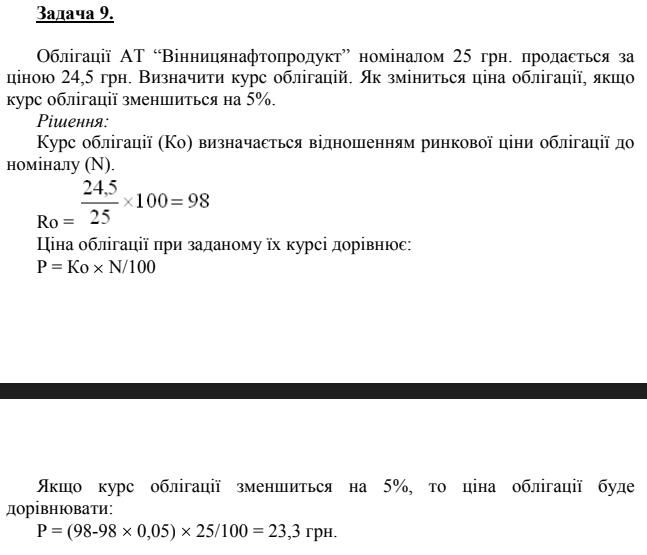 Задача 9.
Облігації АТ “Вінницянафтопродукт” номіналом 25 грн. продається за
ціною 24,5 грн. Визначити курс облігацій. Як зміниться ціна облігації, якщо
курс облігації зменшиться на 5%.
Рішення:
Курс облігації (Ко) визначається відношенням ринкової ціни облігації до
номіналу (N).
Ro = 24,5/25 ×100 = 98
Ціна облігації при заданому їх курсі дорівнює:
P = Ко × N/100
Якщо курс облігації зменшиться на 5%, то ціна облігації буде
дорівнювати:
P = (98-98 × 0,05) × 25/100 = 23,3 грн.